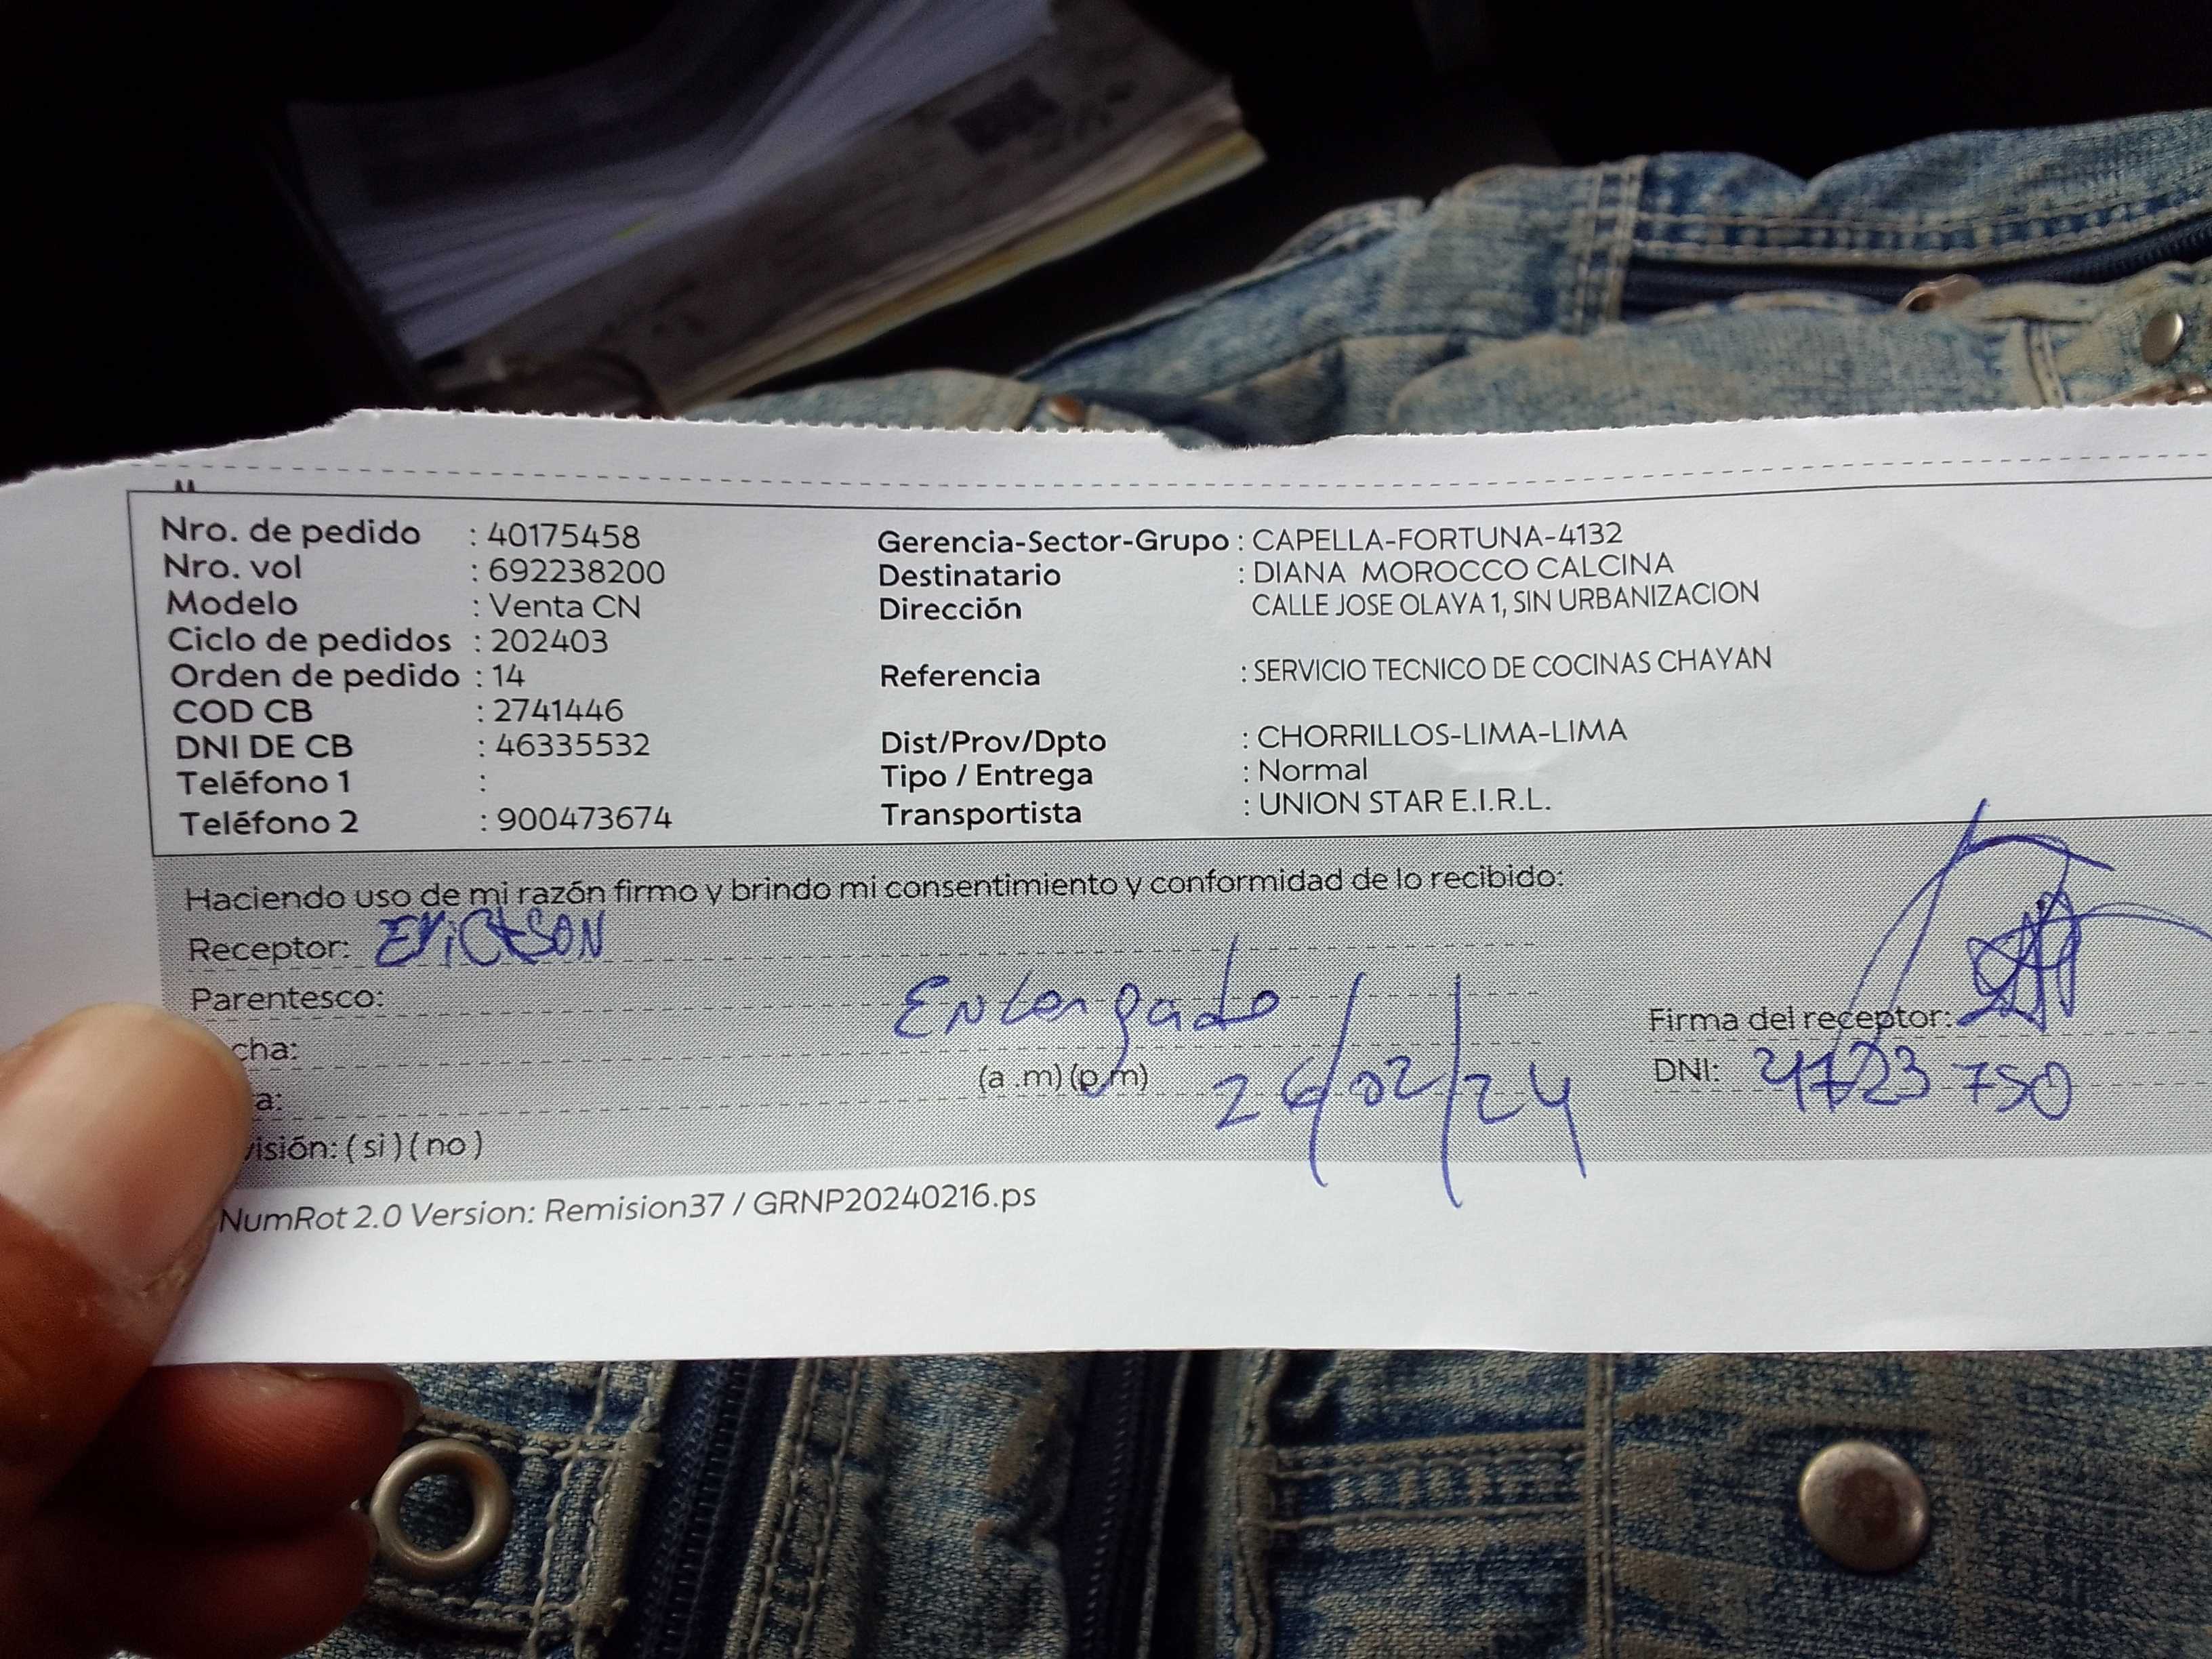 Nro. de pedido : 40175458
Nro. vol : 692238200
Modelo : Venta CN
Ciclo de pedidos : 202403
Orden de pedido : 14
COD CB : 2741446
DNI DE CB : 46335532
Teléfono 1 :
Teléfono 2 : 900473674
Gerencia-Sector-Grupo : CAPELLA-FORTUNA-4132
Destinatario : DIANA MOROCCO CALCINA
Dirección CALLE JOSE OLAYA 1, SIN URBANIZACION
Referencia : SERVICIO TECNICO DE COCINAS CHAYAN
Dist/Prov/Dpto : CHORRILLOS-LIMA-LIMA
Tipo / Entrega : Normal
Transportista : UNION STAR E.I.R.L.
Haciendo uso de mi razón firmo y brindo mi consentimiento y conformidad de lo recibido:
Receptor: ERICKSON
Parentesco: Encargado
cha:
a: (a .m) (p.m) 26/02/24
visión: ( si ) ( no )
Firma del receptor:
DNI: 4723750
NumRot 2.0 Version: Remision37 / GRNP20240216.ps